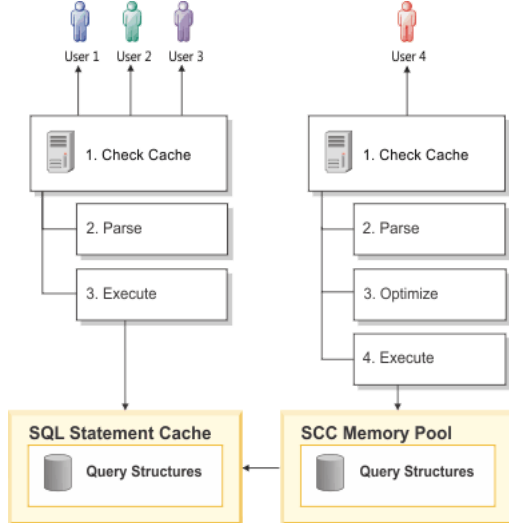 User 1
User 2
User 3
User 4
1. Check Cache
2. Parse
3. Execute
1. Check Cache
2. Parse
3. Optimize
4. Execute
SQL Statement Cache
Query Structures
SCC Memory Pool
Query Structures